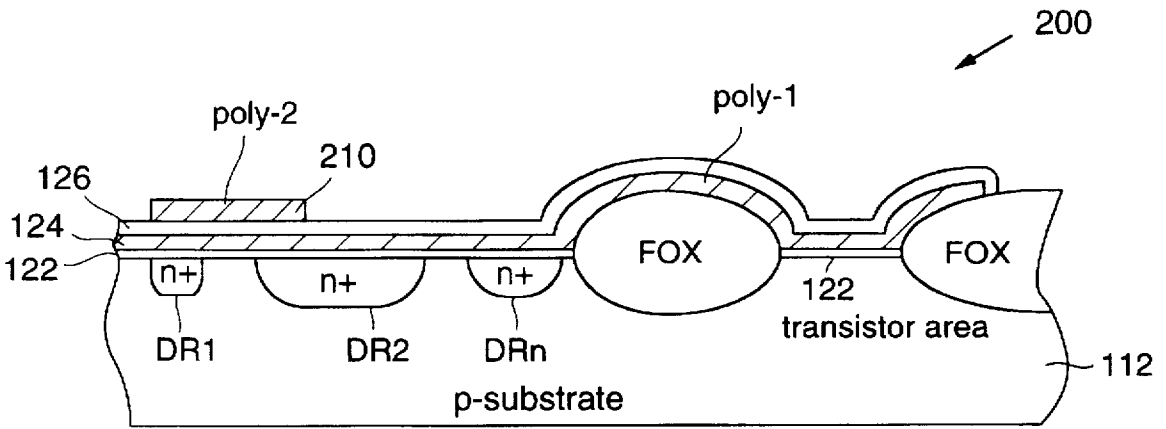 200
poly-2
poly-1
210
126
124
122
n+
n+
n+
FOX
FOX
122
transistor area
DR1
DR2
DRn
112
p-substrate